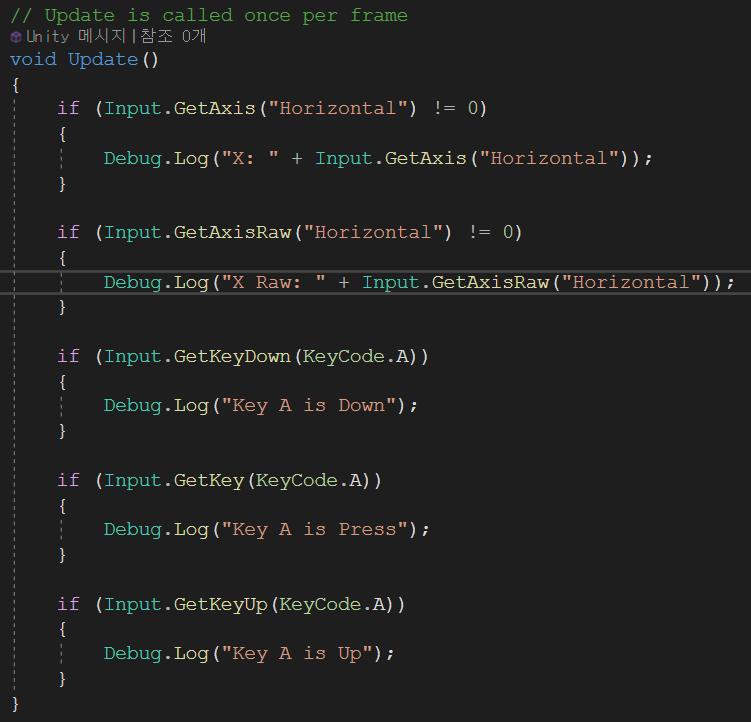 // Update is called once per frame
Unity 메시지|참조 0개
void Update()
{
if (Input.GetAxis("Horizontal") != 0)
{
Debug.Log("X: " + Input.GetAxis("Horizontal"));
}
if (Input.GetAxisRaw("Horizontal") != 0)
{
Debug.Log("X Raw: " + Input.GetAxisRaw("Horizontal"));
}
if (Input.GetKeyDown(KeyCode.A))
{
Debug.Log("Key A is Down");
}
if (Input.GetKey(KeyCode.A))
{
Debug.Log("Key A is Press");
}
if (Input.GetKeyUp(KeyCode.A))
{
Debug.Log("Key A is Up");
}
}